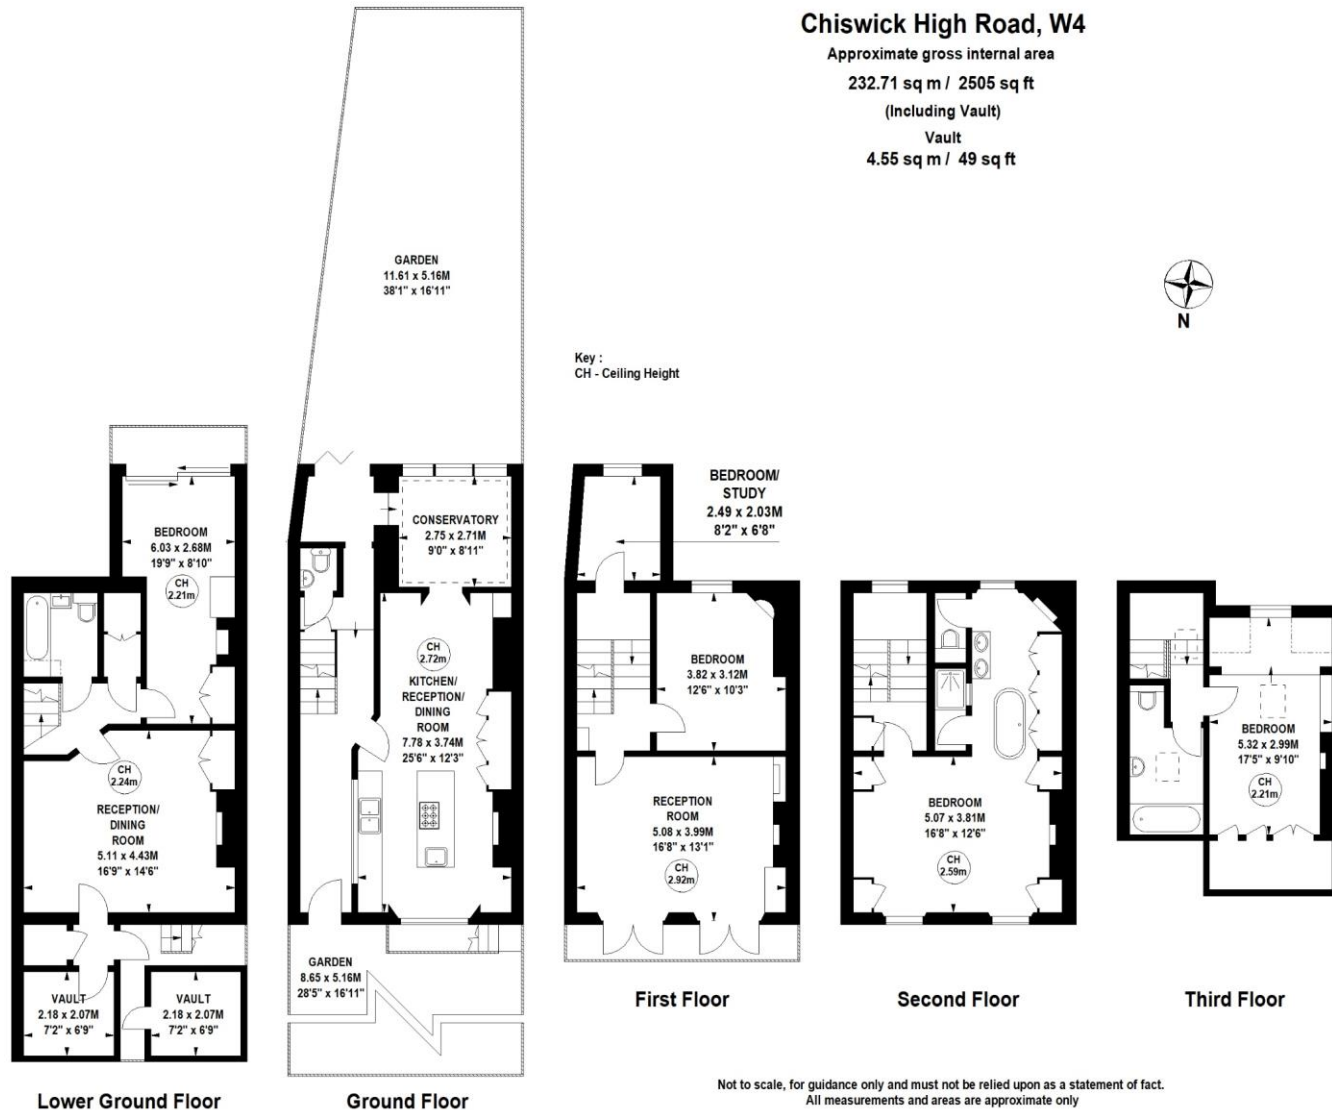 Chiswick High Road, W4
Approximate gross internal area
232.71 sq m / 2505 sq ft
(Including Vault)
Vault
4.55 sq m / 49 sq ft
N
Key :
CH - Ceiling Height
BEDROOM
6.03 x 2.68M
19'9" x 8'10"
CH
2.21m
CH
2.24m
RECEPTION/
DINING
ROOM
5.11 x 4.43M
16'9" x 14'6"
VAULT
2.18 x 2.07M
7'2" x 6'9"
VAULT
2.18 x 2.07M
7'2" x 6'9"
Lower Ground Floor
GARDEN
11.61 x 5.16M
38'1" x 16'11"
CONSERVATORY
2.75 x 2.71M
9'0" x 8'11"
CH
2.72m
KITCHEN/
RECEPTION/
DINING
ROOM
7.78 x 3.74M
25'6" x 12'3"
GARDEN
8.65 x 5.16M
28'5" x 16'11"
Ground Floor
BEDROOM/
STUDY
2.49 x 2.03M
8'2" x 6'8"
BEDROOM
3.82 x 3.12M
12'6" x 10'3"
RECEPTION
ROOM
5.08 x 3.99M
16'8" x 13'1"
CH
2.92m
First Floor
BEDROOM
5.07 x 3.81M
16'8" x 12'6"
CH
2.59m
Second Floor
BEDROOM
5.32 x 2.99M
17'5" x 9'10"
CH
2.21m
Third Floor
Not to scale, for guidance only and must not be relied upon as a statement of fact.
All measurements and areas are approximate only